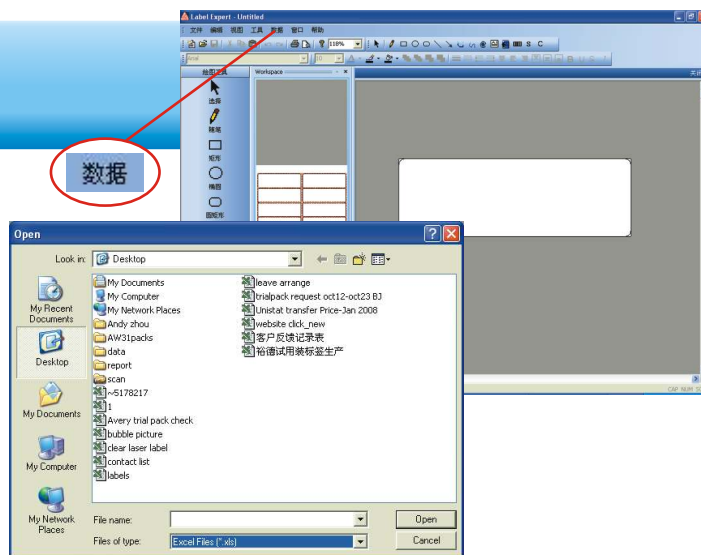 Label Expert - Untitled
文件 编辑 视图 工具 数据 窗口 帮助
118%
Arial 10
绘图工具
Workspace
选择
随笔
矩形
椭圆
圆矩形
数据
Open
Look in: Desktop
My Recent Documents
Desktop
My Documents
My Computer
My Network Places
My Documents
My Computer
My Network Places
Andy zhou
AW31packs
data
report
scan
~5178217
1
Avery trial pack check
bubble picture
clear laser label
contact list
labels
leave arrange
trialpack request oct12-oct23 BJ
Unistat transfer Price-Jan 2008
website click_new
客户反馈记录表
裕德试用装标签生产
File name:
Open
Files of type: Excel Files (*.xls)
Cancel
CAP NUM